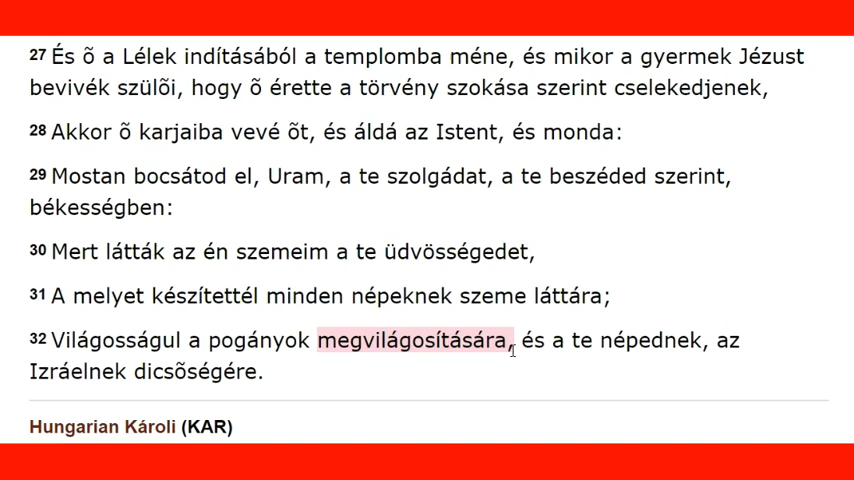 27 És õ a Lélek indításából a templomba méne, és mikor a gyermek Jézust
bevivék szülõi, hogy õ érette a törvény szokása szerint cselekedjenek,
28 Akkor õ karjaiba vevé õt, és áldá az Istent, és monda:
29 Mostan bocsátod el, Uram, a te szolgádat, a te beszéded szerint,
békességben:
30 Mert látták az én szemeim a te üdvösségedet,
31 A melyet készítettél minden népeknek szeme láttára;
32 Világosságul a pogányok megvilágosítására, és a te népednek, az
Izráelnek dicsõségére.
Hungarian Károli (KAR)